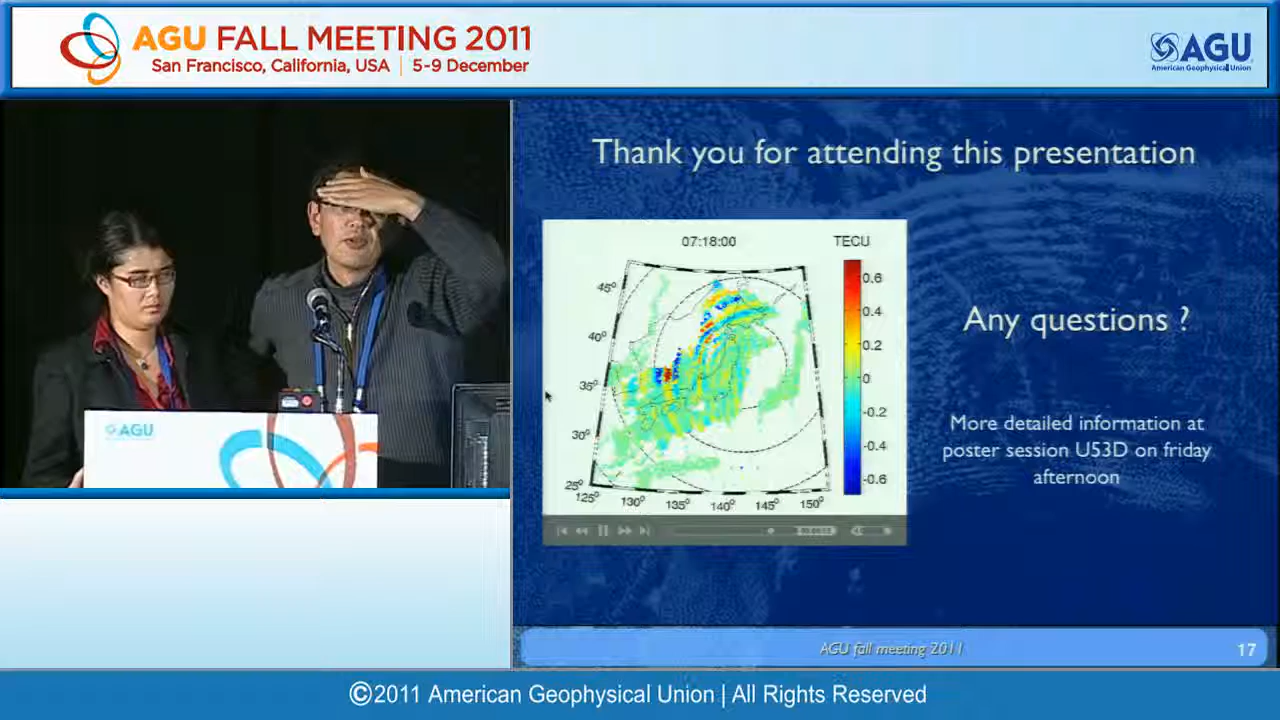 AGU FALL MEETING 2011
San Francisco, California, USA | 5-9 December
AGU
American Geophysical Union
Thank you for attending this presentation
07:18:00
TECU
45°
40°
35°
30°
25°
125°
130°
135°
140°
145°
150°
0.6
0.4
0.2
0
-0.2
-0.4
-0.6
Any questions ?
More detailed information at
poster session U53D on friday
afternoon
AGU
AGU fall meeting 2011
17
©2011 American Geophysical Union | All Rights Reserved